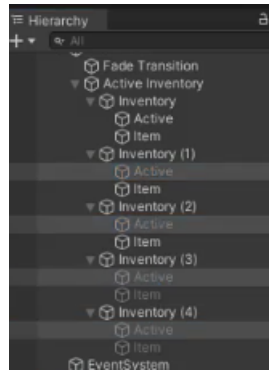 Hierarchy
All
Fade Transition
Active Inventory
Inventory
Active
Item
Inventory (1)
Active
Item
Inventory (2)
Active
Item
Inventory (3)
Active
Item
Inventory (4)
Active
Item
EventSystem